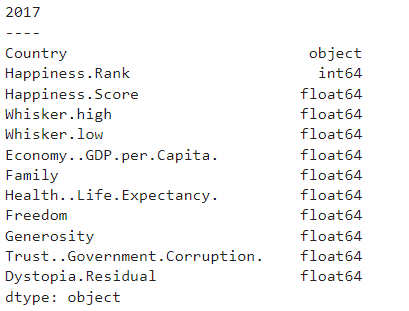 2017
----
Country object
Happiness.Rank int64
Happiness.Score float64
Whisker.high float64
Whisker.low float64
Economy..GDP.per.Capita. float64
Family float64
Health..Life.Expectancy. float64
Freedom float64
Generosity float64
Trust..Government.Corruption. float64
Dystopia.Residual float64
dtype: object